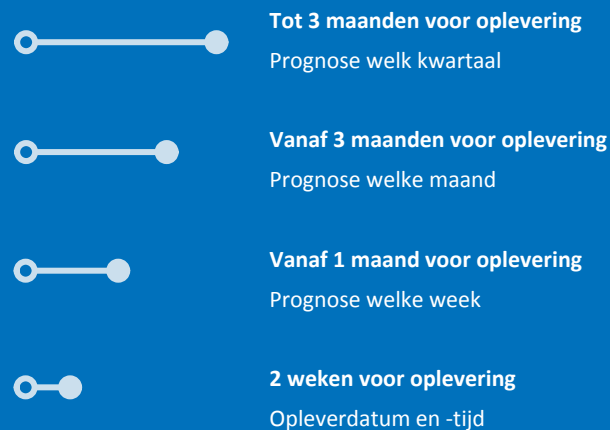 Tot 3 maanden voor oplevering
Prognose welk kwartaal
Vanaf 3 maanden voor oplevering
Prognose welke maand
Vanaf 1 maand voor oplevering
Prognose welke week
2 weken voor oplevering
Opleverdatum en -tijd